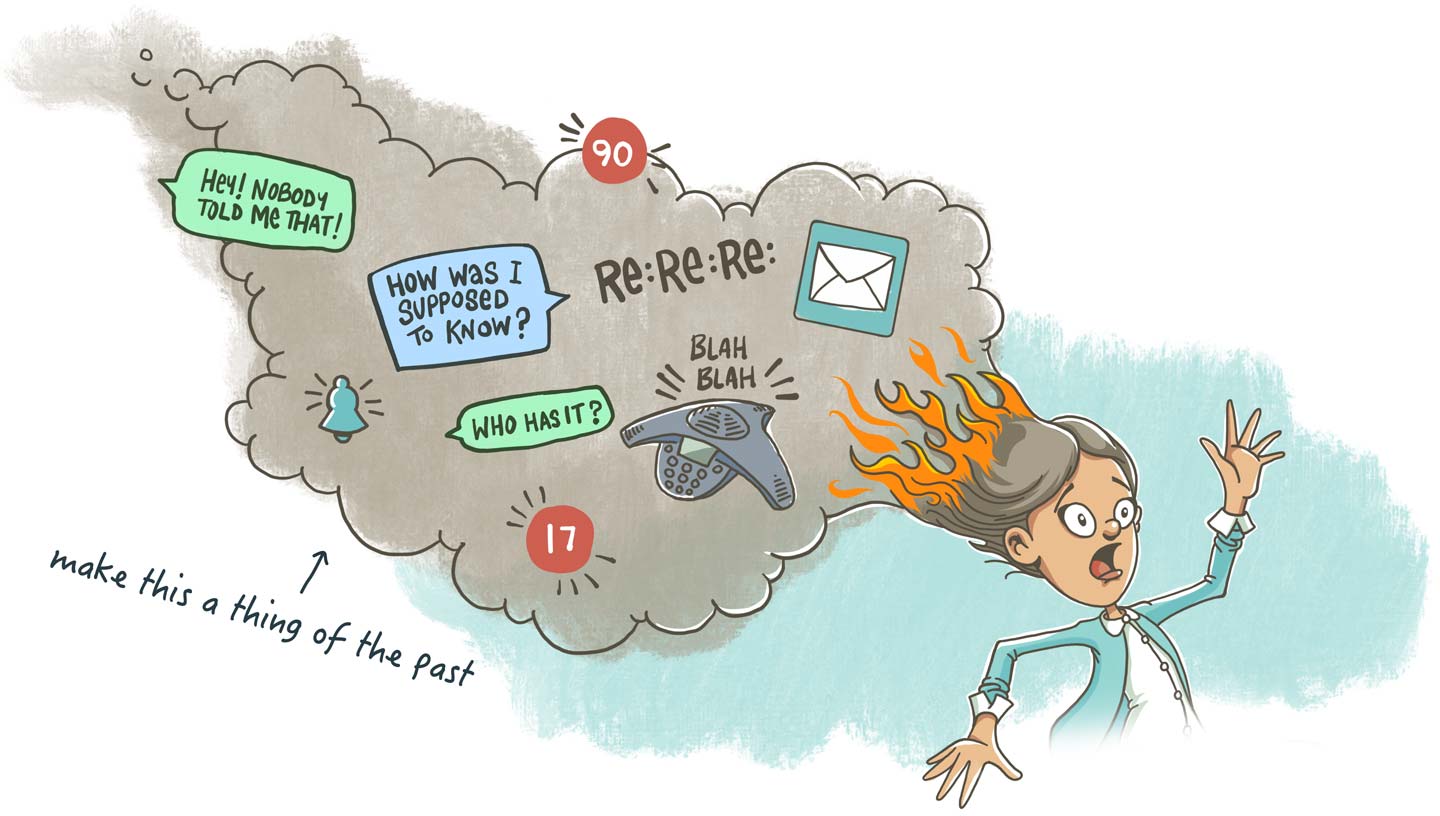 90
Hey! NOBODY
TOLD ME THAT!
HOW WAS I
SUPPOSED
TO KNOW?
Re:Re:Re:
BLAH
BLAH
WHO HAS IT?
17
make this a thing of the past